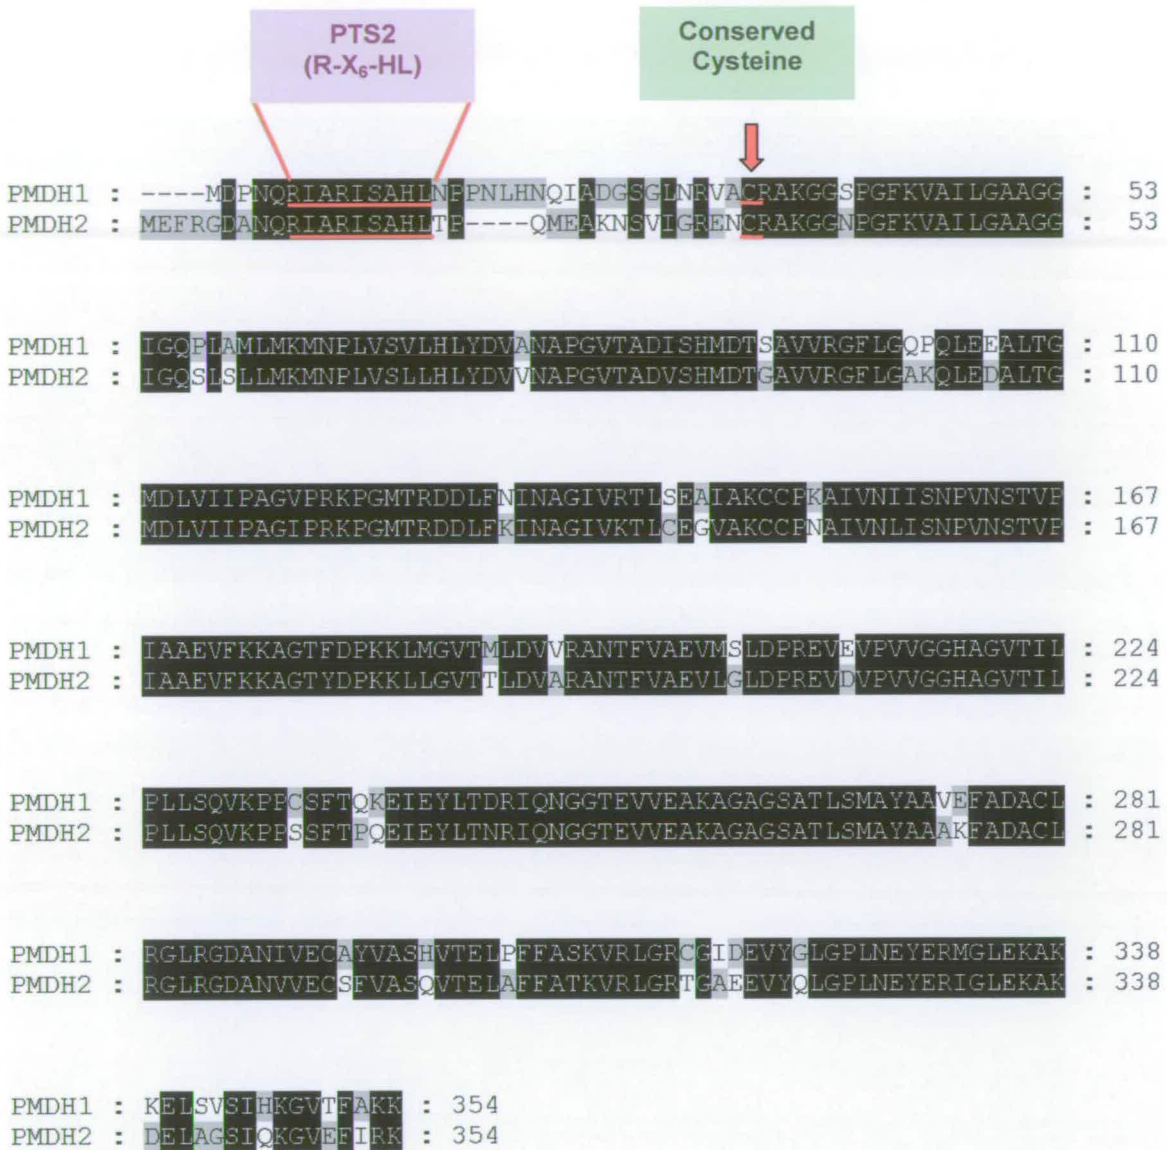 PTS2
(R-X6-HL)
Conserved
Cysteine
PMDH1 : ----MDPNQRIARISAHLNPPNLHNQIADGSGLNRVACRAKGGSPGFKVAILGAAGG : 53
PMDH2 : MEFRGDANQRIARISAHLTP----QMEAKNSVIGRENCRAKGGNPGFKVAILGAAGG : 53
PMDH1 : IGQPLAMLMKMNPLVSVLHLYDVANAPGVTADISHMDTSAVVRGFLGQPQLEEALTG : 110
PMDH2 : IGQSLSLLMKMNPLVSLLHLYDVVNAPGVTADVSHMDTGAVVRGFLGAKQLEDALTG : 110
PMDH1 : MDLVIIPAGVPRKPGMTRDDLFNINAGIVRTLSEAIAKCCPKAIVNIISNPVNSTVP : 167
PMDH2 : MDLVIIPAGIPRKPGMTRDDLFKINAGIVKTLCEGVAKCCPNAIVNLISNPVNSTVP : 167
PMDH1 : IAAEVFKKAGTFDPKKLMGVTMLDVVRANTFVAEVMSLDPREVEVPVVGGHAGVTIL : 224
PMDH2 : IAAEVFKKAGTYDPKKLLGVTTLDVARANTFVAEVLGLDPREVDVPVVGGHAGVTIL : 224
PMDH1 : PLLSQVKPPCSFTQKEIEYLTDRIQNGGTEVVEAKAGAGSATLSMAYAAVEFADACL : 281
PMDH2 : PLLSQVKPPSSFTPQEIEYLTNRIQNGGTEVVEAKAGAGSATLSMAYAAAKFADACL : 281
PMDH1 : RGLRGDANIVECAYVASHVTELPFFASKVRLGRCGIDEVYGLGPLNEYERMGLEKAK : 338
PMDH2 : RGLRGDANVVECSFVASQVTELAFFATKVRLGRTGAEEVYQLGPLNEYERIGLEKAK : 338
PMDH1 : KELSVSIHKGVTFAKK : 354
PMDH2 : DELAGSIQKGVEFIRK : 354